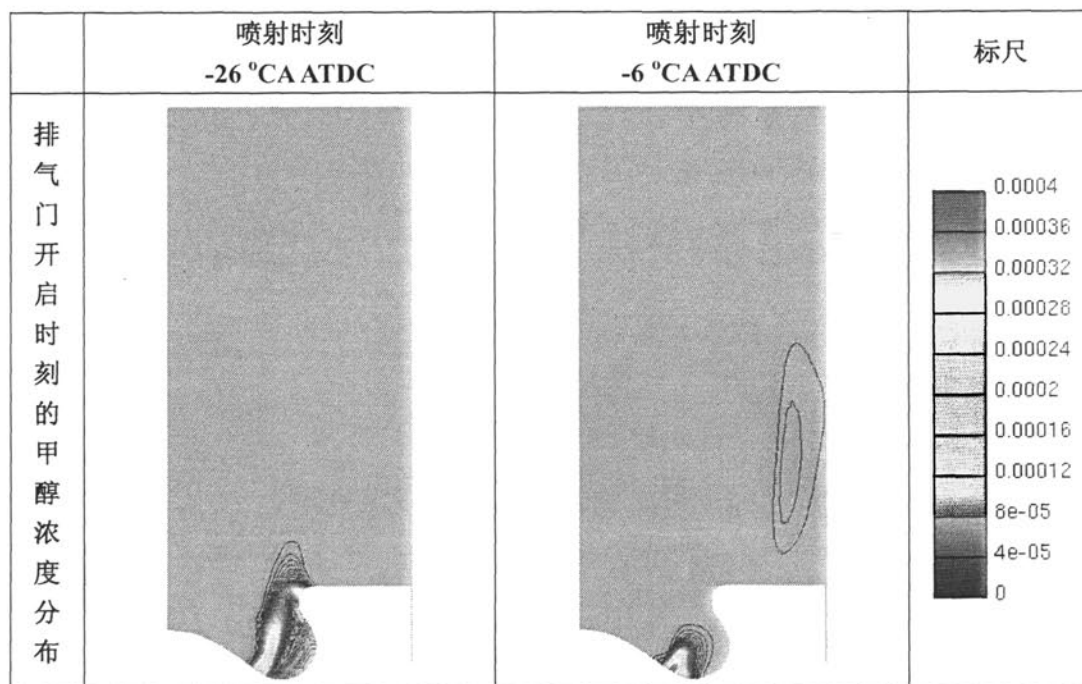 喷射时刻
-26 °CA ATDC
喷射时刻
-6 °CA ATDC
标尺
排气门开启时刻的甲醇浓度分布
0.0004
0.00036
0.00032
0.00028
0.00024
0.0002
0.00016
0.00012
8e-05
4e-05
0